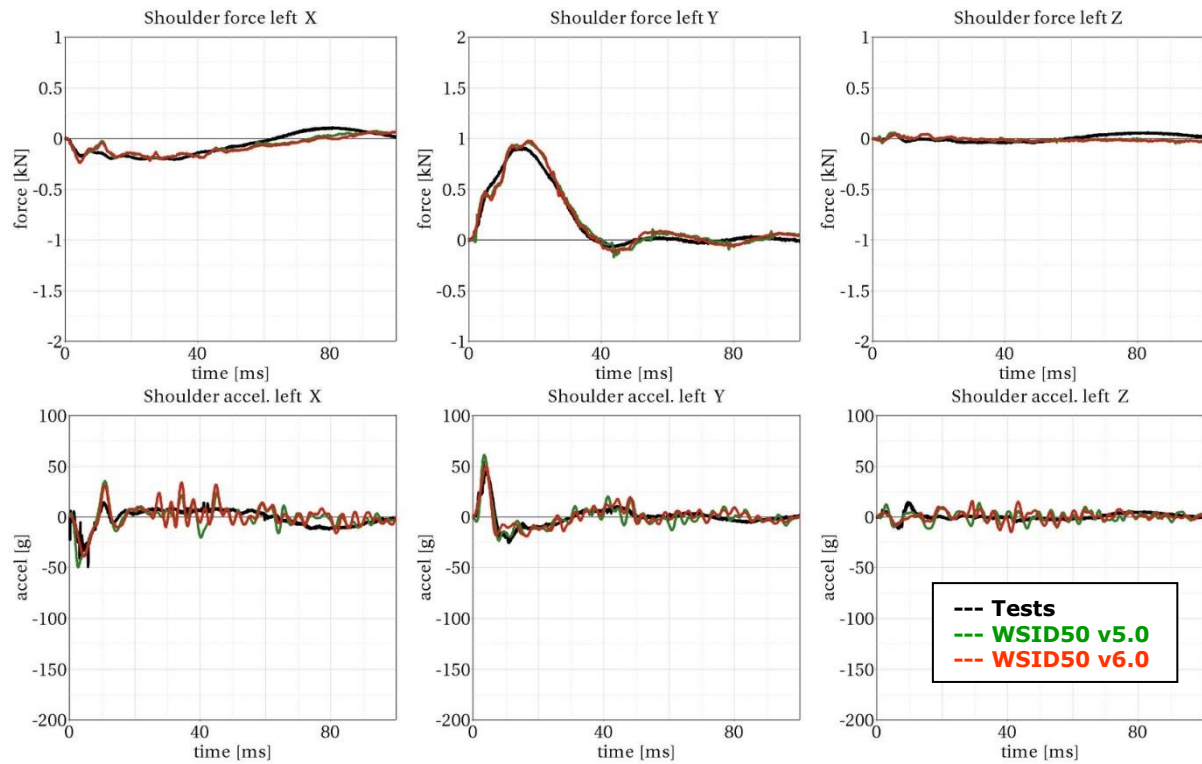 Shoulder force left X
1
0.5
0
-0.5
-1
-1.5
-2
force [kN]
0
40
80
time [ms]
Shoulder force left Y
2
1.5
1
0.5
0
-0.5
-1
force [kN]
0
40
80
time [ms]
Shoulder force left Z
1
0.5
0
-0.5
-1
-1.5
-2
force [kN]
0
40
80
time [ms]
Shoulder accel. left X
100
50
0
-50
-100
-150
-200
accel [g]
0
40
80
time [ms]
Shoulder accel. left Y
100
50
0
-50
-100
-150
-200
accel [g]
0
40
80
time [ms]
Shoulder accel. left Z
100
50
0
-50
-100
-150
-200
accel [g]
0
40
80
time [ms]
--- Tests
--- WSID50 v5.0
--- WSID50 v6.0